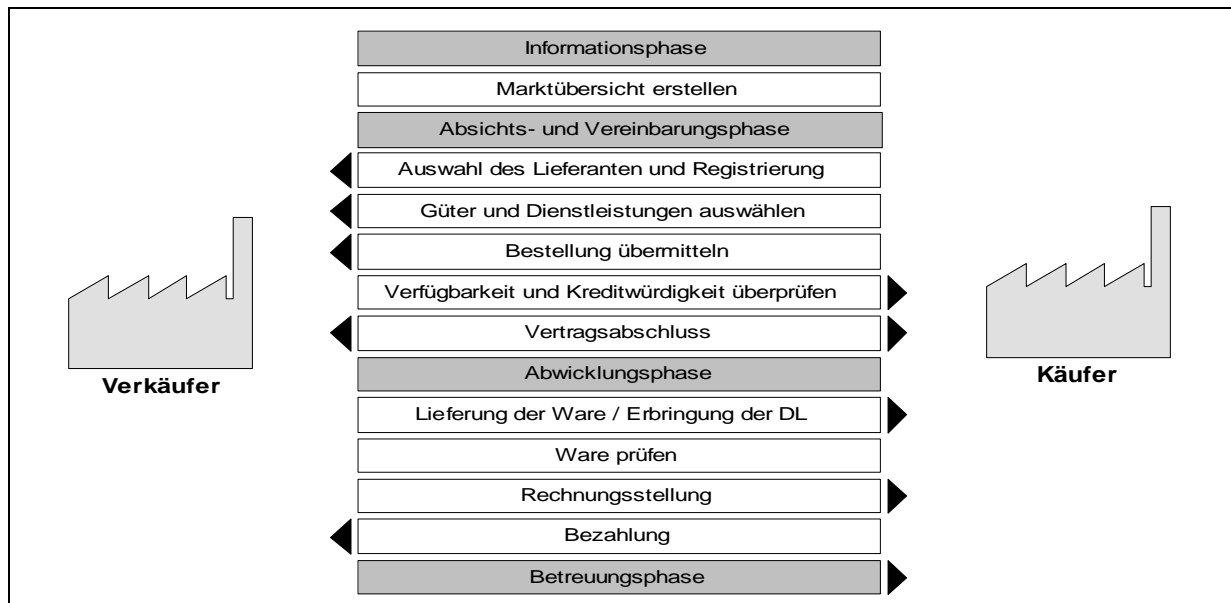 Informationsphase
Marktübersicht erstellen
Absichts- und Vereinbarungsphase
Auswahl des Lieferanten und Registrierung
Güter und Dienstleistungen auswählen
Bestellung übermitteln
Verfügbarkeit und Kreditwürdigkeit überprüfen
Vertragsabschluss
Abwicklungsphase
Lieferung der Ware / Erbringung der DL
Ware prüfen
Rechnungsstellung
Bezahlung
Betreuungsphase
Verkäufer
Käufer